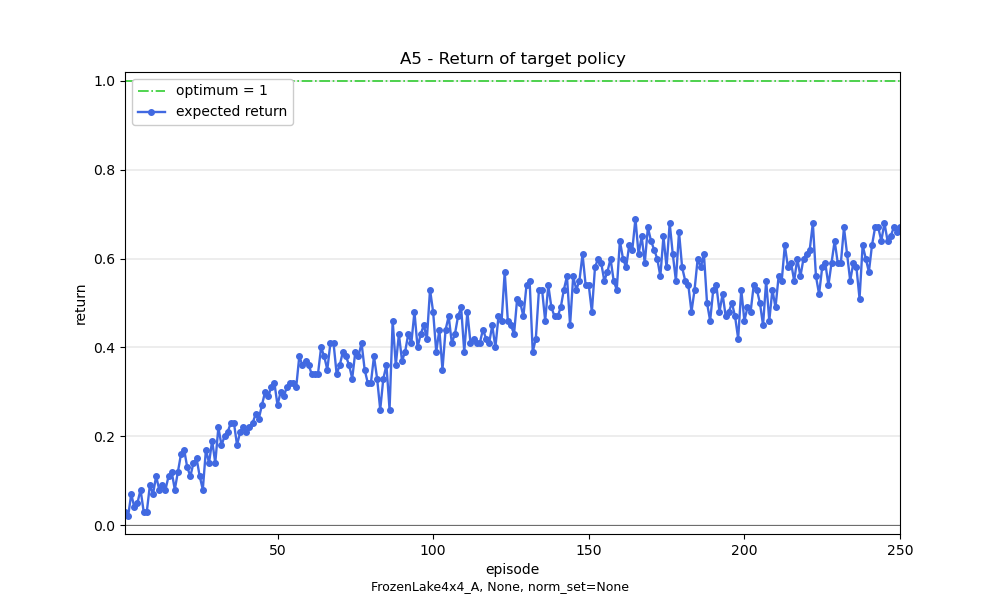 A5 - Return of target policy
optimum = 1
expected return
1.0
0.8
0.6
0.4
0.2
0.0
return
50
100
150
200
250
episode
FrozenLake4x4_A, None, norm_set=None